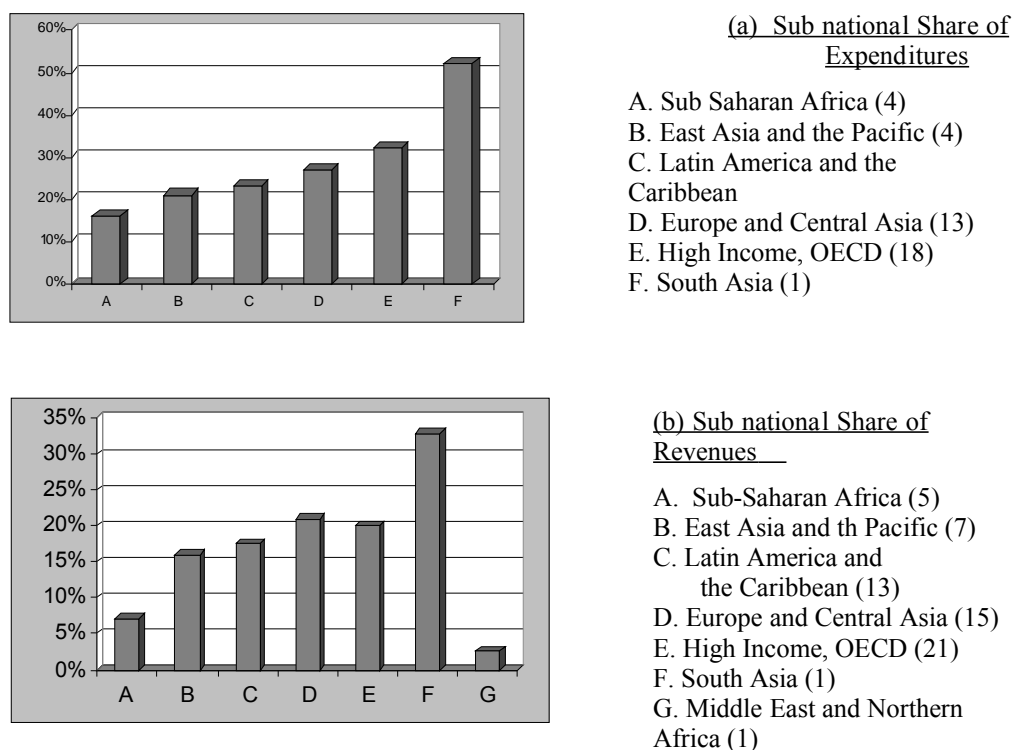 60%
50%
40%
30%
20%
10%
0%
A B C D E F
(a) Sub national Share of
Expenditures
A. Sub Saharan Africa (4)
B. East Asia and the Pacific (4)
C. Latin America and the
Caribbean
D. Europe and Central Asia (13)
E. High Income, OECD (18)
F. South Asia (1)
35%
30%
25%
20%
15%
10%
5%
0%
A B C D E F G
(b) Sub national Share of
Revenues
A. Sub-Saharan Africa (5)
B. East Asia and th Pacific (7)
C. Latin America and
the Caribbean (13)
D. Europe and Central Asia (15)
E. High Income, OECD (21)
F. South Asia (1)
G. Middle East and Northern
Africa (1)